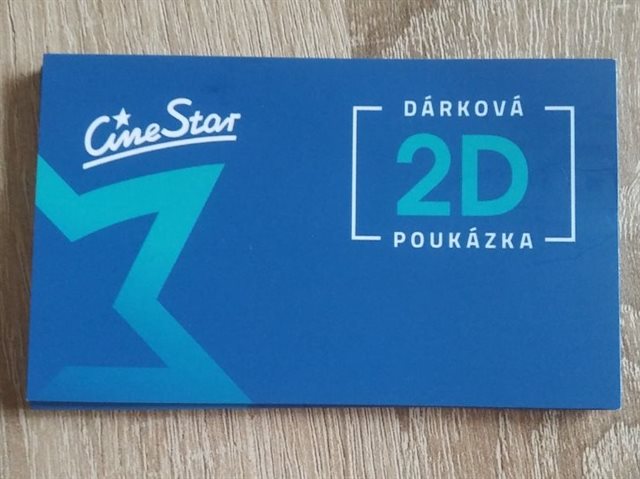 CineStar
DÁRKOVÁ
2D
POUKÁZKA